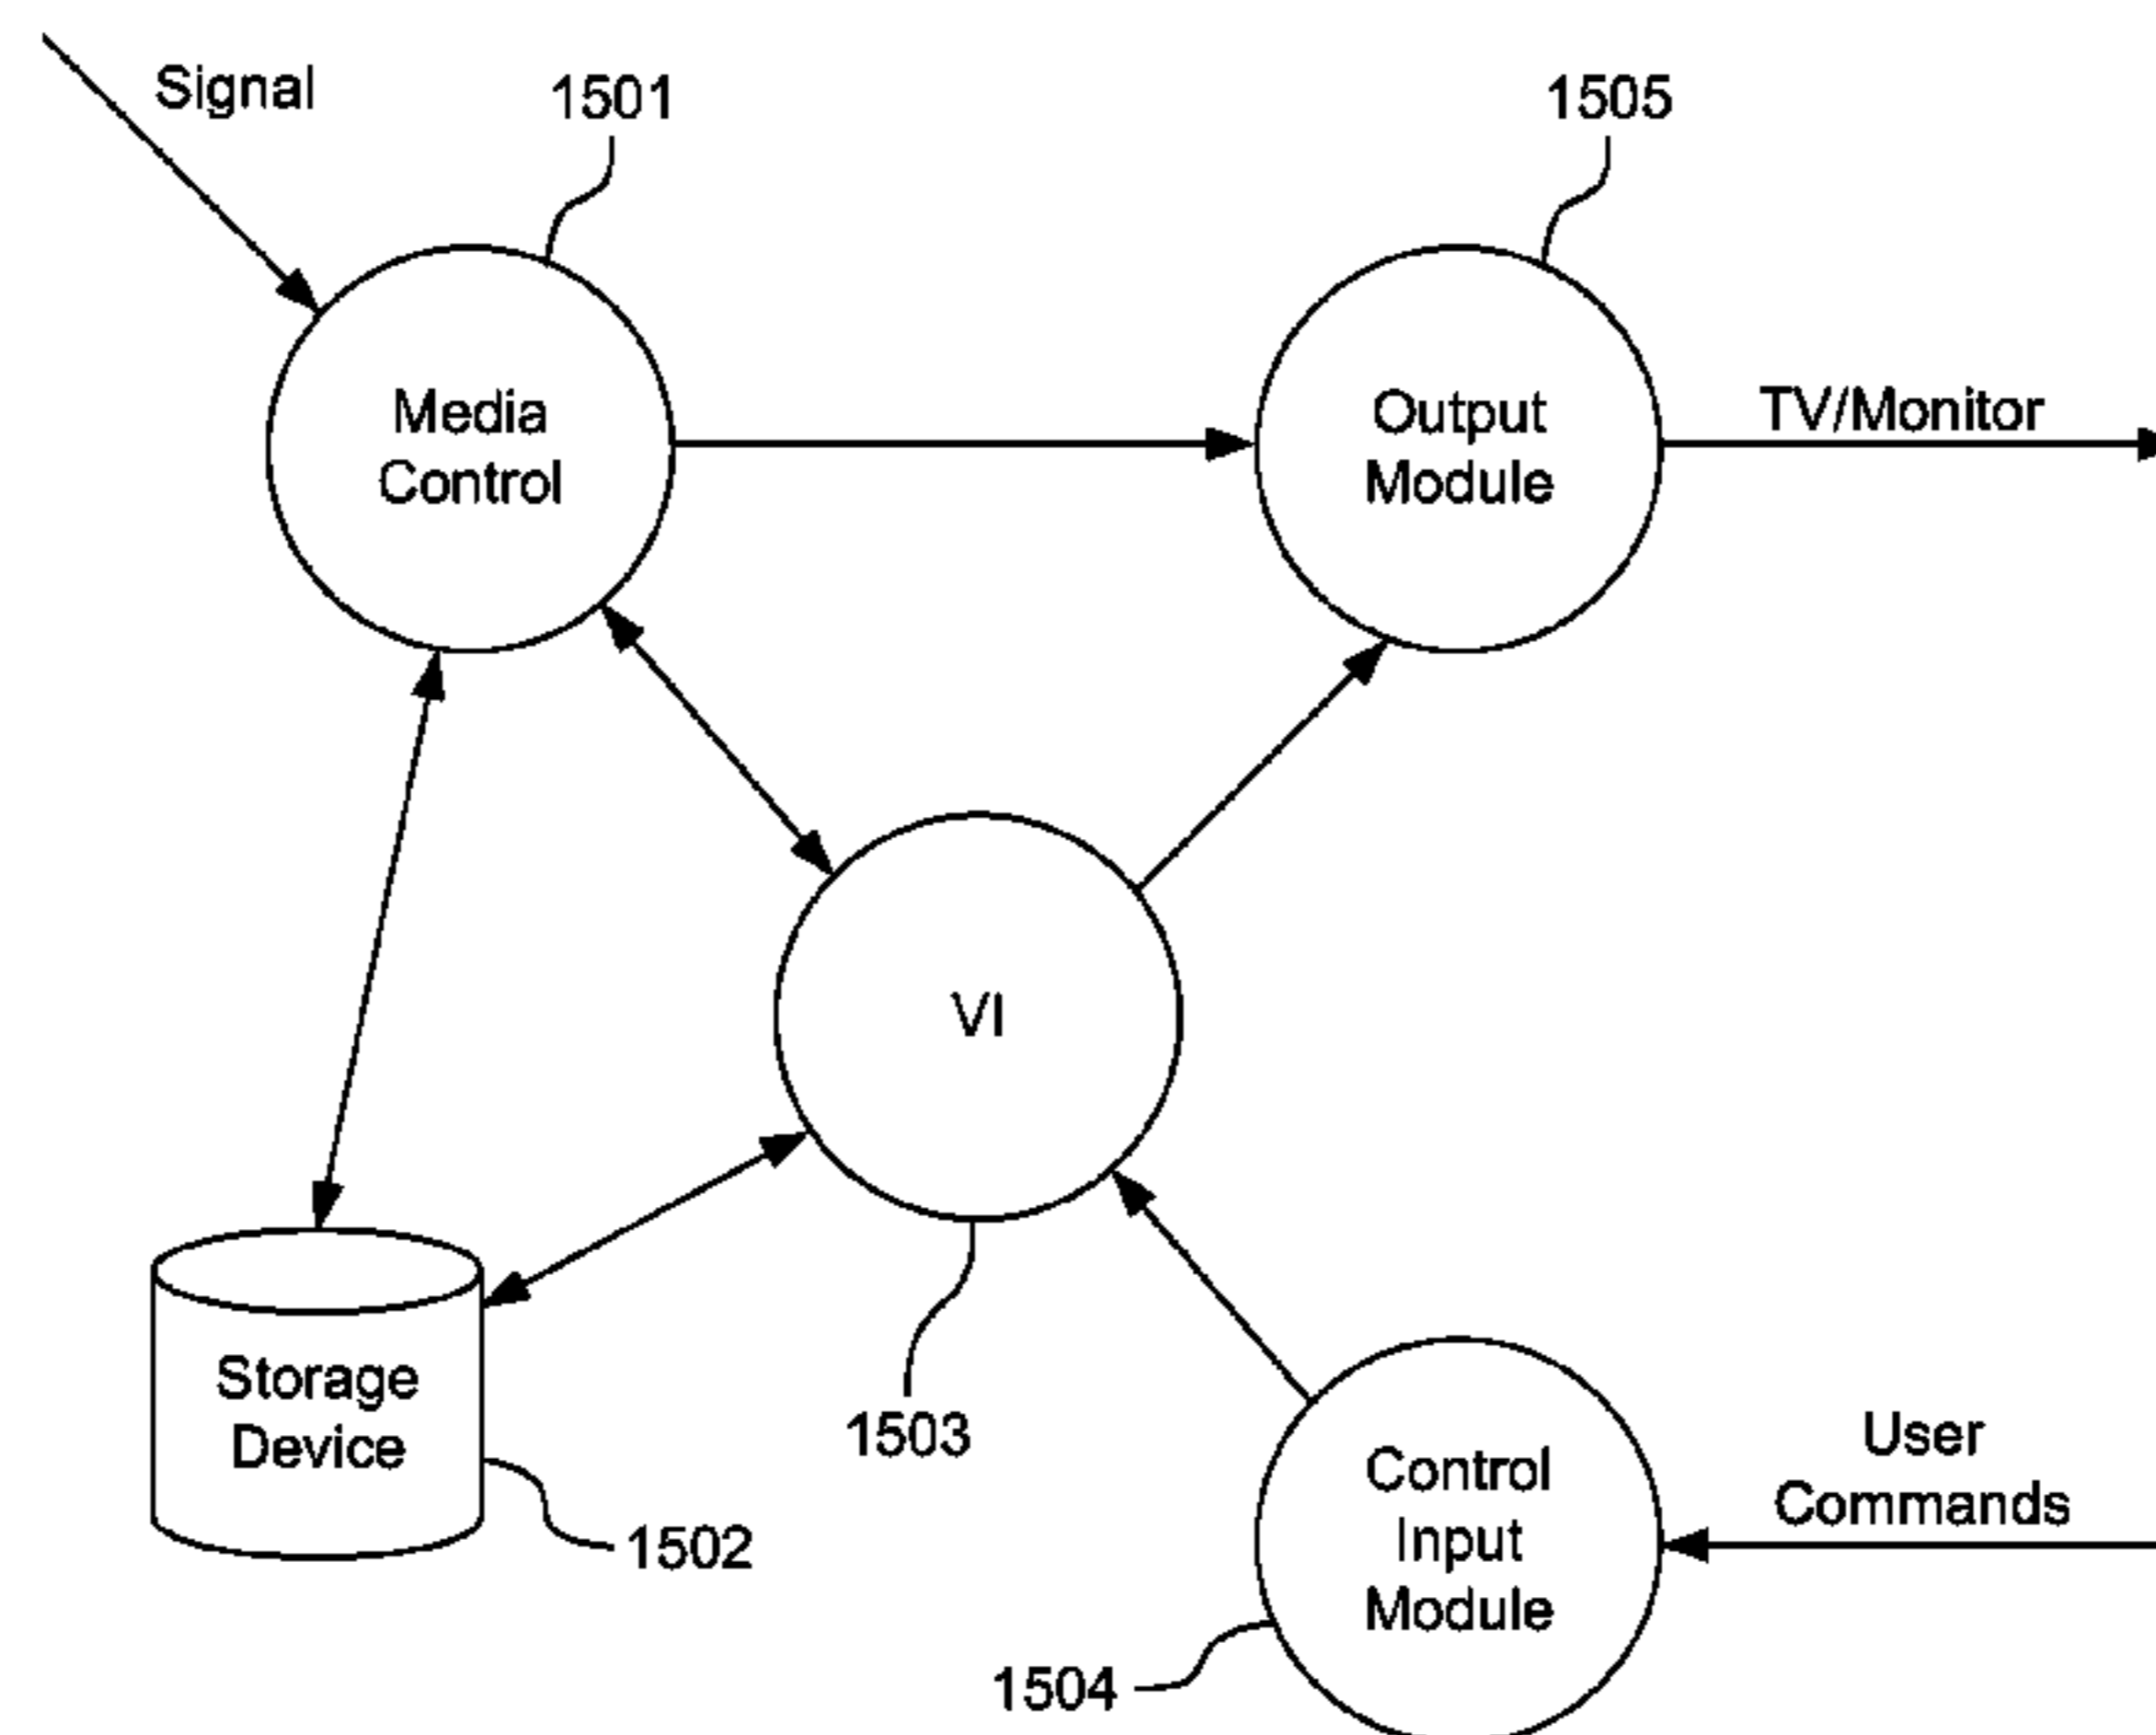 Signal
1501
1505
Media
Control
Output
Module
TV/Monitor
VI
Storage
Device
1503
1502
Control
Input
Module
User
Commands
1504